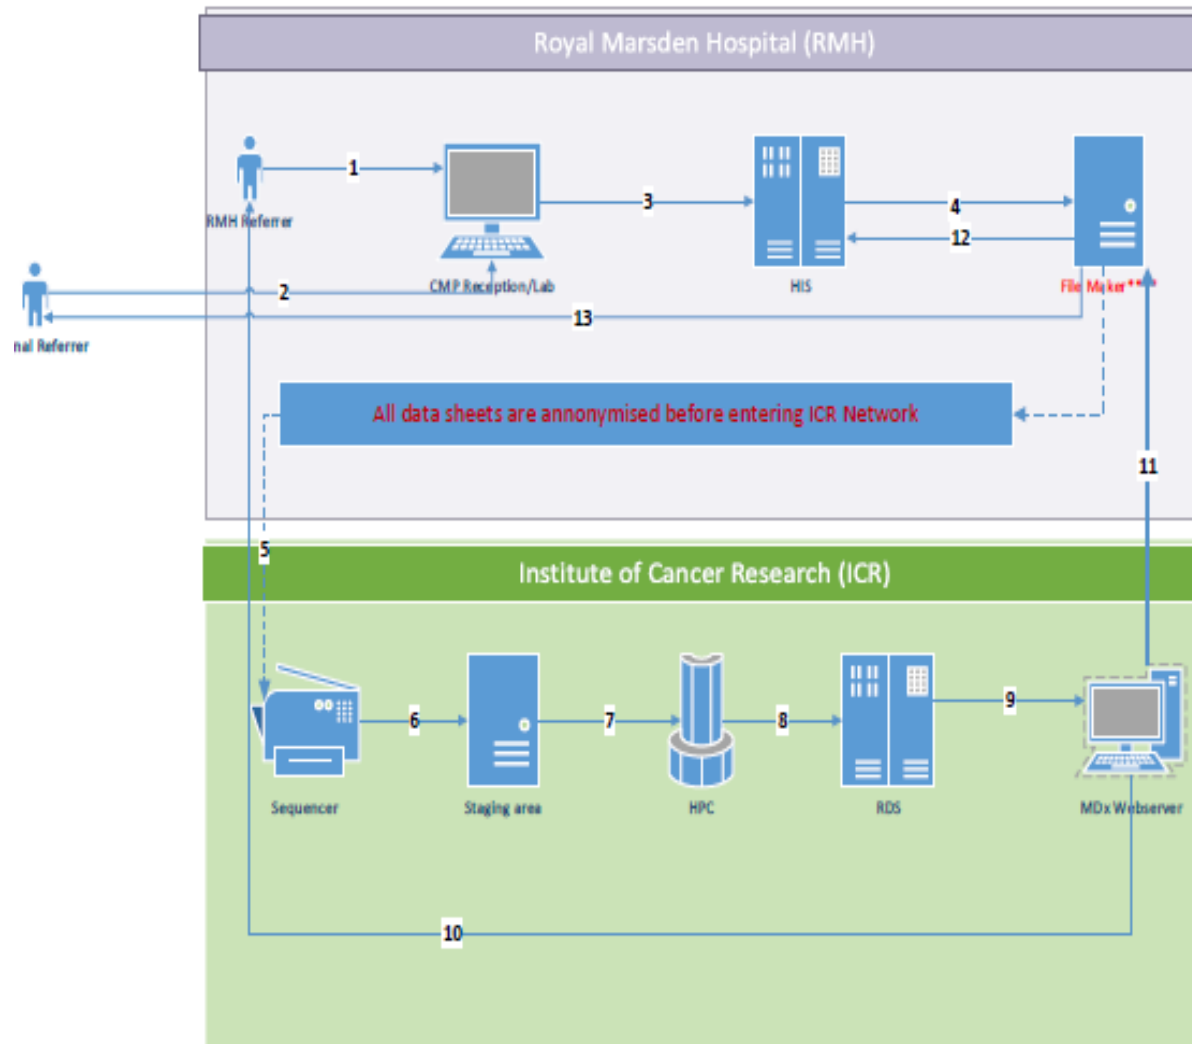 Royal Marsden Hospital (RMH)
1
3
4
12
RMH Referrer
CMP Reception/Lab
HIS
File Maker****
2
13
nal Referrer
All data sheets are annonymised before entering ICR Network
11
5
Institute of Cancer Research (ICR)
6
7
8
9
Sequencer
Staging area
HPC
RDS
MDx Webserver
10